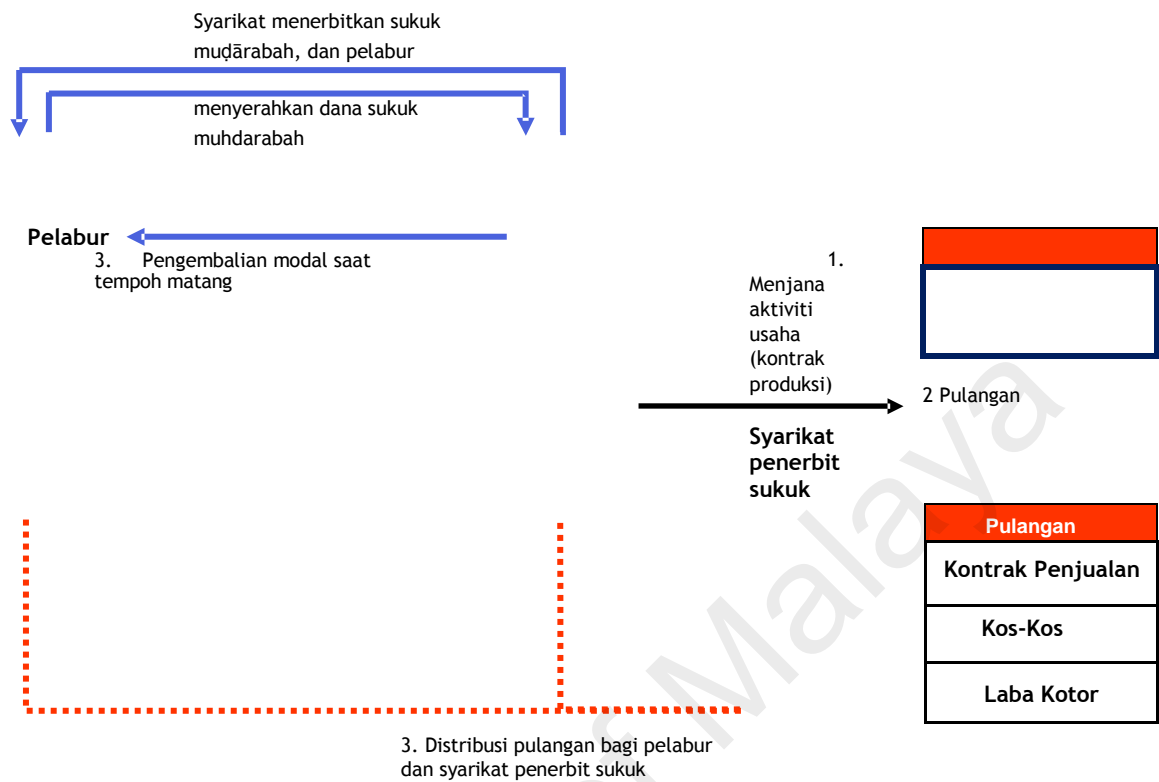 Syarikat menerbitkan sukuk
muḍārabah, dan pelabur
menyerahkan dana sukuk
muhdarabah
Pelabur
3. Pengembalian modal saat
tempoh matang
1.
Menjana
aktiviti
usaha
(kontrak
produksi)
2 Pulangan
Syarikat
penerbit
sukuk
Pulangan
Kontrak Penjualan
Kos-Kos
Laba Kotor
3. Distribusi pulangan bagi pelabur
dan syarikat penerbit sukuk
of Malaya